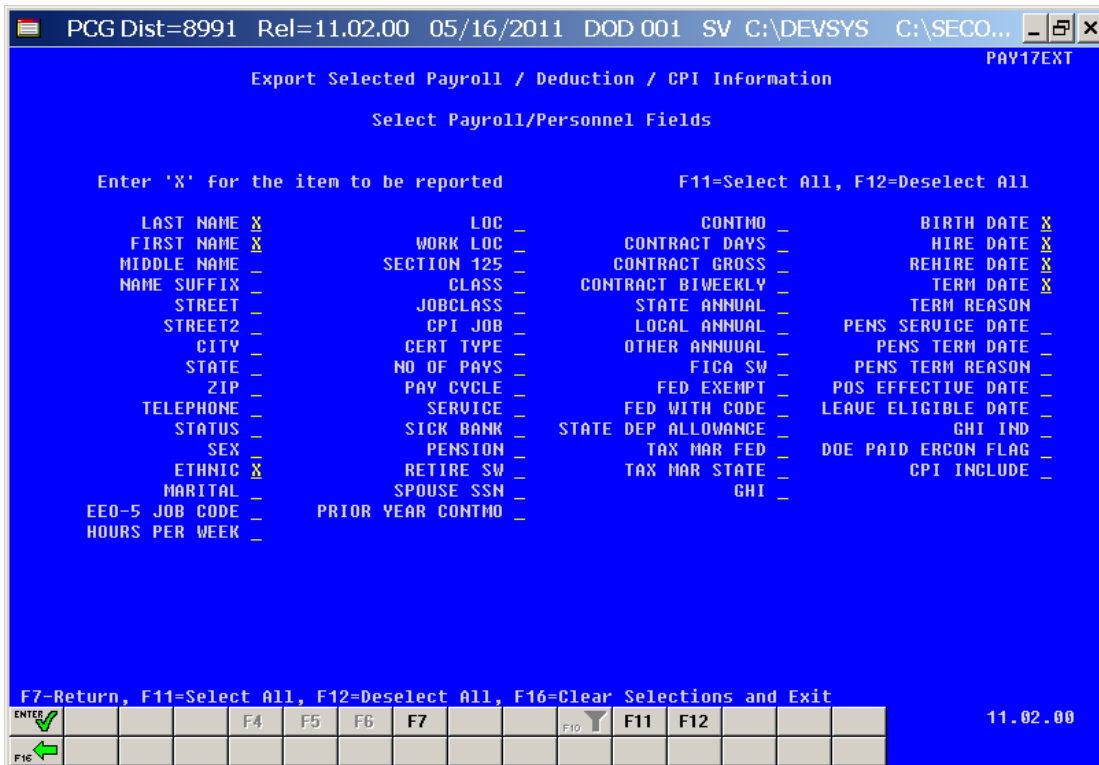 PCG Dist=8991 Rel=11.02.00 05/16/2011 DOD 001 SV C:\DEVSYS C:\SECO...
PAY17EXT
Export Selected Payroll / Deduction / CPI Information
Select Payroll/Personnel Fields
Enter 'X' for the item to be reported F11=Select All, F12=Deselect All
LAST NAME X LOC _ CONTMO _ BIRTH DATE X
FIRST NAME X WORK LOC _ CONTRACT DAYS _ HIRE DATE X
MIDDLE NAME _ SECTION 125 _ CONTRACT GROSS _ REHIRE DATE X
NAME SUFFIX _ CLASS _ CONTRACT BIWEEKLY _ TERM DATE X
STREET _ JOBCLASS _ STATE ANNUAL _ TERM REASON
STREET2 _ CPI JOB _ LOCAL ANNUAL _ PENS SERVICE DATE _
CITY _ CERT TYPE _ OTHER ANNUUAL _ PENS TERM DATE _
STATE _ NO OF PAYS _ FICA SW _ PENS TERM REASON _
ZIP _ PAY CYCLE _ FED EXEMPT _ POS EFFECTIVE DATE _
TELEPHONE _ SERVICE _ FED WITH CODE _ LEAVE ELIGIBLE DATE _
STATUS _ SICK BANK _ STATE DEP ALLOWANCE _ GHI IND _
SEX _ PENSION _ TAX MAR FED _ DOE PAID ERCON FLAG _
ETHNIC X RETIRE SW _ TAX MAR STATE _ CPI INCLUDE _
MARITAL _ SPOUSE SSN _ GHI _
EEO-5 JOB CODE _ PRIOR YEAR CONTMO _
HOURS PER WEEK _
F7-Return, F11=Select All, F12=Deselect All, F16=Clear Selections and Exit
ENTER F4 F5 F6 F7 F10 F11 F12 11.02.00
F16